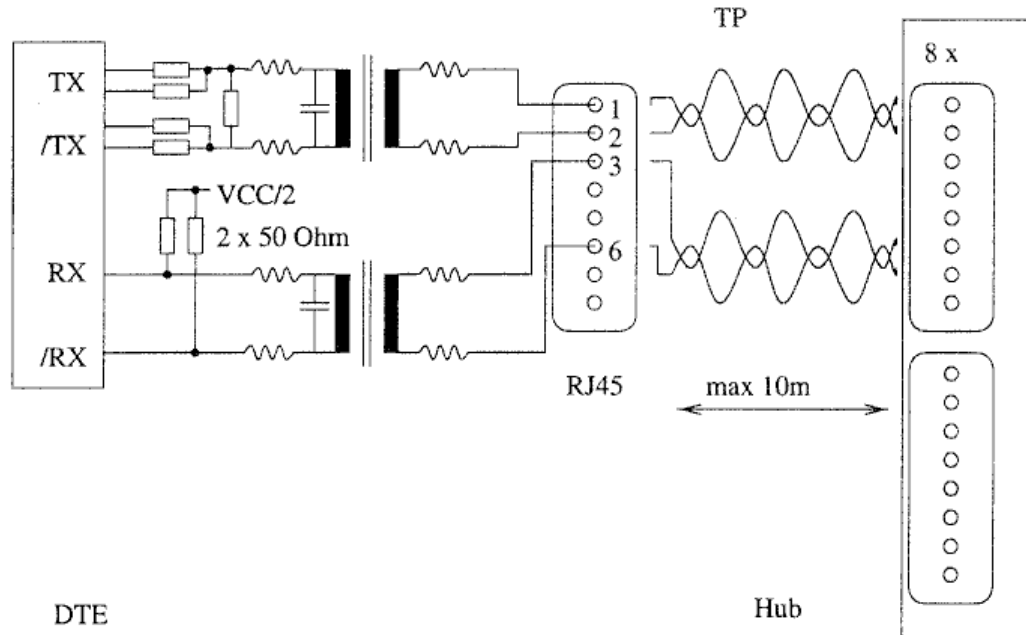 TP
8 x
TX
/TX
1
2
3
VCC/2
2 x 50 Ohm
RX
6
/RX
RJ45
max 10m
DTE
Hub